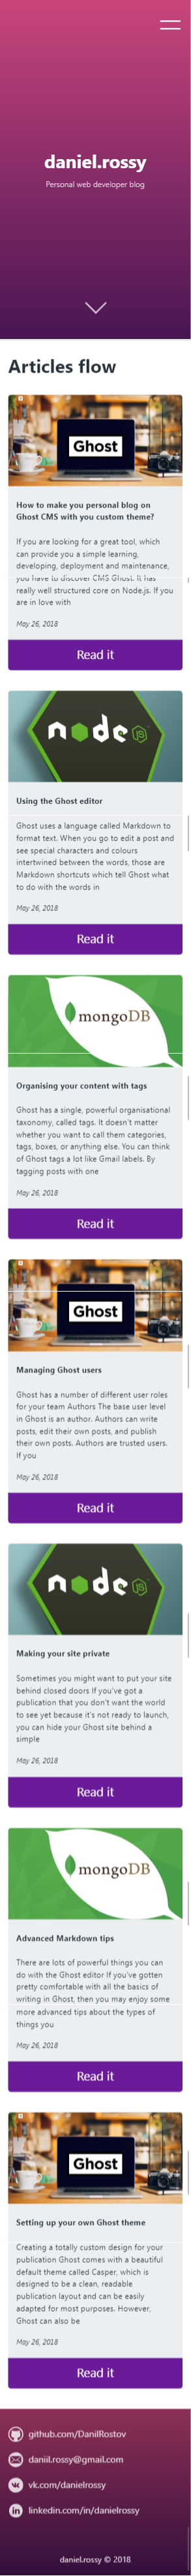 daniel.rossy
Personal web developer blog
Articles flow
Ghost
How to make you personal blog on
Ghost CMS with you custom theme?
If you are looking for a great tool, which
can provide you a simple learning,
developing, deployment and maintenance,
you have to discover CMS Ghost. It has
really well structured core on Node.js. If you
are in love with
May 26, 2018
Read it
node
JS
Using the Ghost editor
Ghost uses a language called Markdown to
format text. When you go to edit a post and
see special characters and colours
intertwined between the words, those are
Markdown shortcuts which tell Ghost what
to do with the words in
May 26, 2018
Read it
mongoDB
Organising your content with tags
Ghost has a single, powerful organisational
taxonomy, called tags. It doesn't matter
whether you want to call them categories,
tags, boxes, or anything else. You can think
of Ghost tags a lot like Gmail labels. By
tagging posts with one
May 26, 2018
Read it
Ghost
Managing Ghost users
Ghost has a number of different user roles
for your team Authors The base user level
in Ghost is an author. Authors can write
posts, edit their own posts, and publish
their own posts. Authors are trusted users.
If you
May 26, 2018
Read it
node
JS
Making your site private
Sometimes you might want to put your site
behind closed doors If you've got a
publication that you don't want the world
to see yet because it's not ready to launch,
you can hide your Ghost site behind a
simple
May 26, 2018
Read it
mongoDB
Advanced Markdown tips
There are lots of powerful things you can
do with the Ghost editor If you've gotten
pretty comfortable with all the basics of
writing in Ghost, then you may enjoy some
more advanced tips about the types of
things you
May 26, 2018
Read it
Ghost
Setting up your own Ghost theme
Creating a totally custom design for your
publication Ghost comes with a beautiful
default theme called Casper, which is
designed to be a clean, readable
publication layout and can be easily
adapted for most purposes. However,
Ghost can also be
May 26, 2018
Read it
github.com/DanilRostov
daniil.rossy@gmail.com
vk.com/danielrossy
linkedin.com/in/danielrossy
daniel.rossy © 2018